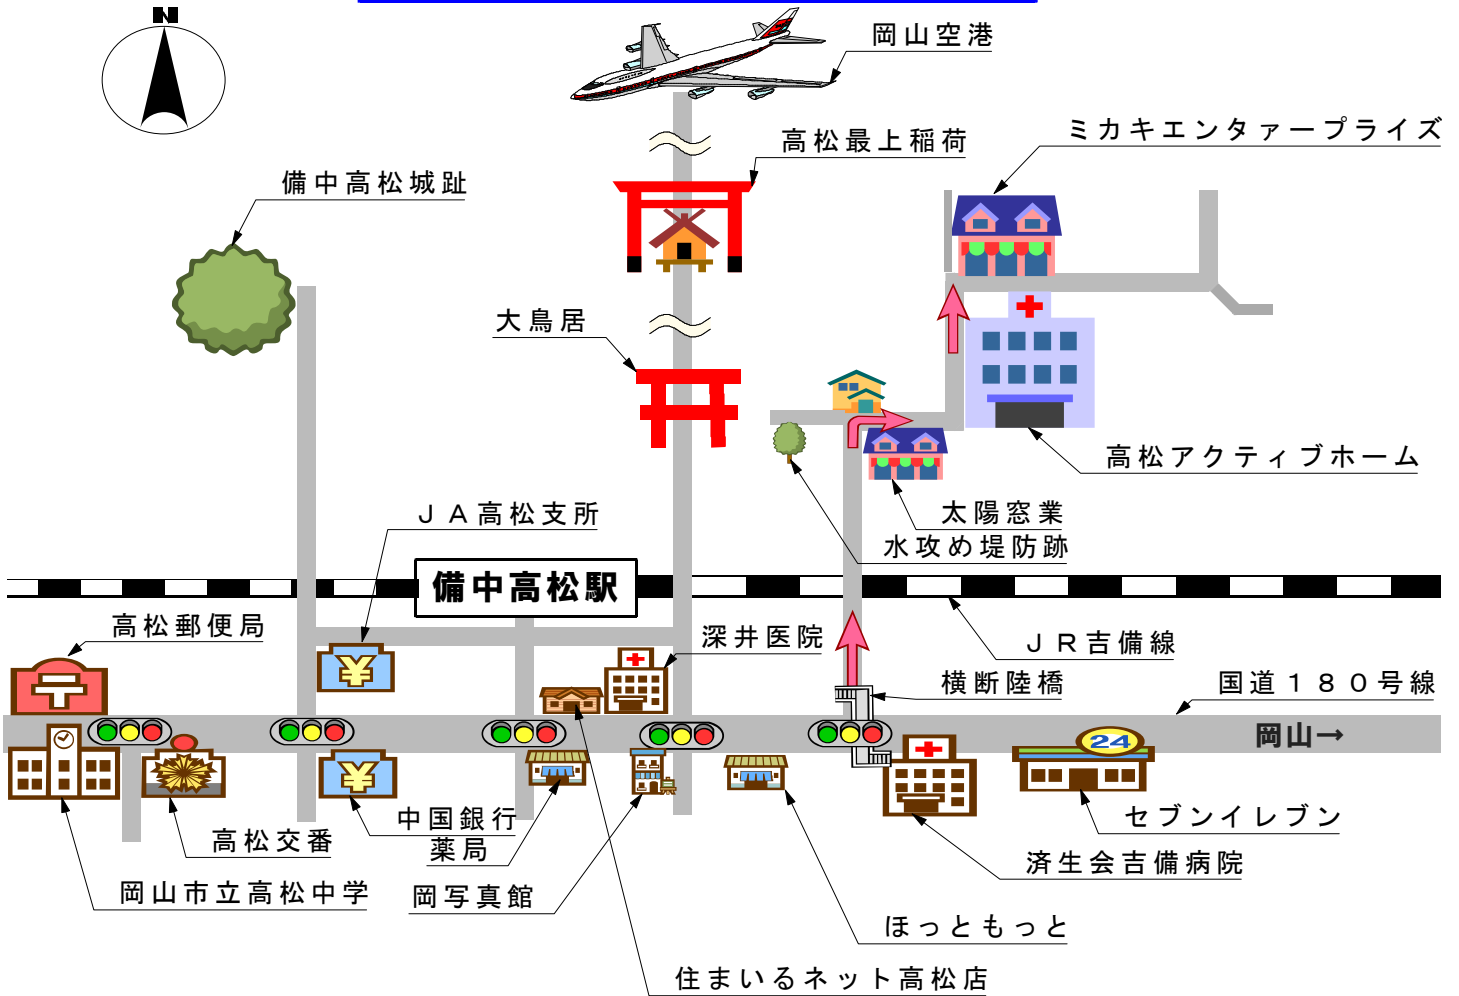 N
岡山空港
ミカキエンタァープライズ
高松最上稲荷
備中高松城趾
大鳥居
高松アクティブホーム
ＪＡ高松支所
太陽窯業
水攻め堤防跡
備中高松駅
高松郵便局
深井医院
ＪＲ吉備線
横断陸橋
国道１８０号線
岡山→
〒
¥
24
¥
中国銀行
セブンイレブン
高松交番
薬局
済生会吉備病院
岡山市立高松中学
岡写真館
ほっともっと
住まいるネット高松店